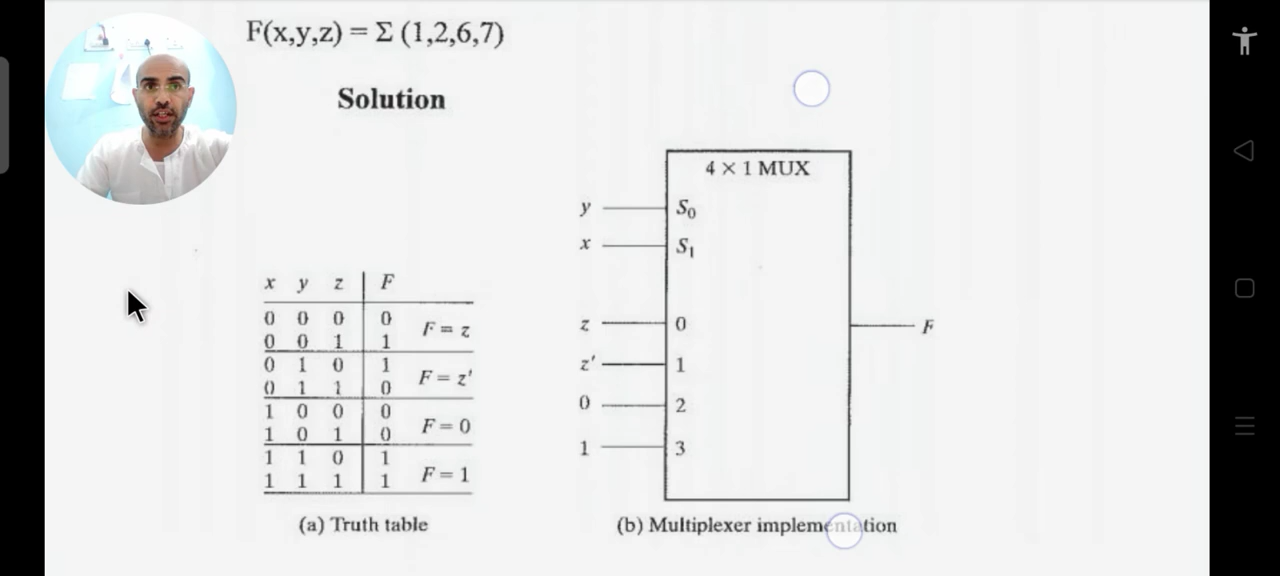 F(x,y,z) = Σ (1,2,6,7)
Solution
x y z F
0 0 0 0
F = z
0 0 1 1
0 1 0 1
F = z'
0 1 1 0
1 0 0 0
F = 0
1 0 1 0
1 1 0 1
F = 1
1 1 1 1
(a) Truth table
4 × 1 MUX
y S₀
x S₁
z 0
F
z' 1
0 2
1 3
(b) Multiplexer implementation